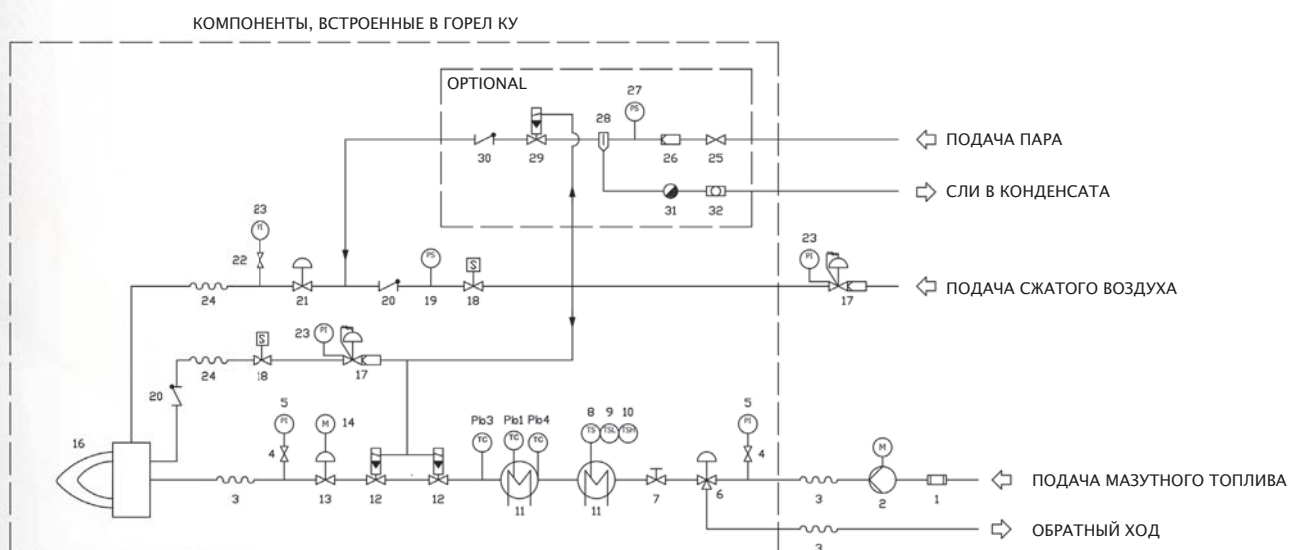 КОМПОНЕНТЫ, ВСТРОЕННЫЕ В ГОРЕЛ КУ
OPTIONAL
27
PS
28
30
29
26
25
ПОДАЧА ПАРА
31
32
СЛИ В КОНДЕНСАТА
23
PI
22
24
21
20
PS
19
S
18
23
PI
17
ПОДАЧА СЖАТОГО ВОЗДУХА
S
24
18
23
PI
17
20
16
5
PI
4
M
14
Pb3
TC
Pb1
TC
Pb4
TC
8
9
10
TS
TSL
TSH
5
PI
4
M
3
13
12
12
11
11
7
6
3
2
1
ПОДАЧА МАЗУТНОГО ТОПЛИВА
3
ОБРАТНЫЙ ХОД